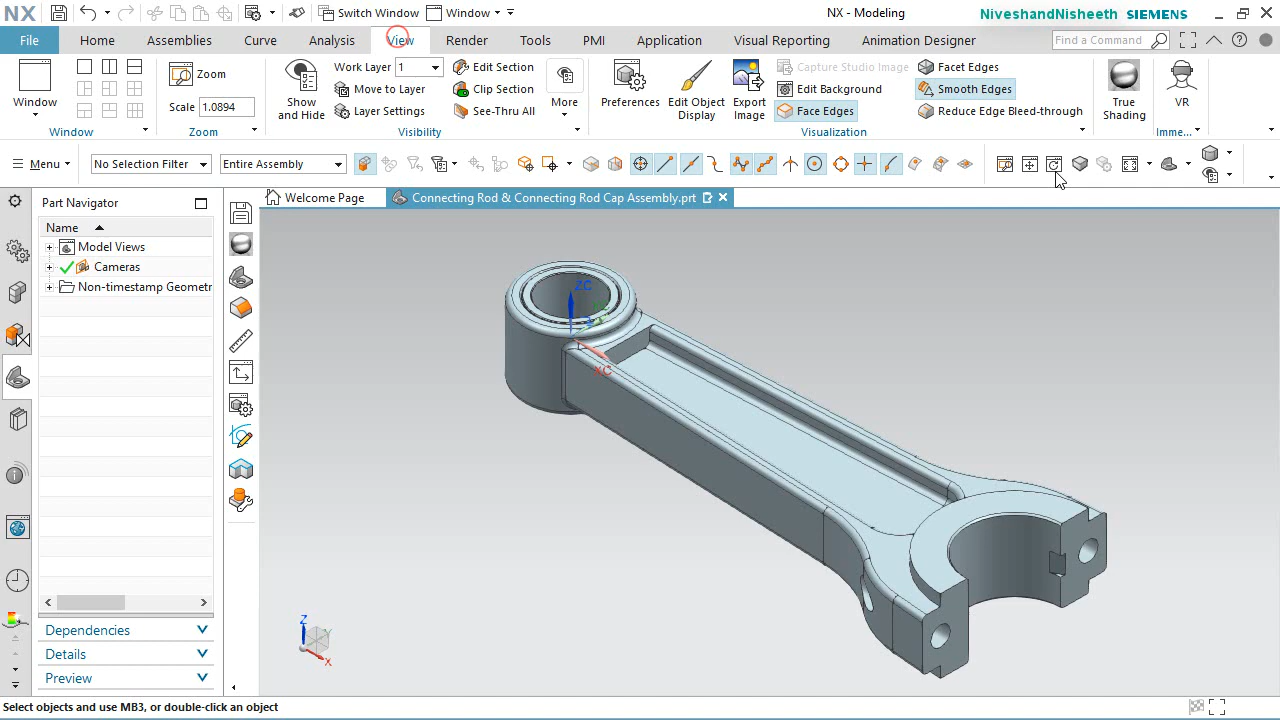 NX
Switch Window
Window
NX - Modeling
NiveshandNisheeth
SIEMENS
File
Home
Assemblies
Curve
Analysis
View
Render
Tools
PMI
Application
Visual Reporting
Animation Designer
Find a Command
Window
Zoom
Scale 1.0894
Show and Hide
Work Layer 1
Move to Layer
Layer Settings
Edit Section
Clip Section
See-Thru All
More
Preferences
Edit Object Display
Export Image
Capture Studio Image
Edit Background
Face Edges
Facet Edges
Smooth Edges
Reduce Edge Bleed-through
True Shading
VR
Window
Zoom
Visibility
Visualization
Imme...
Menu
No Selection Filter
Entire Assembly
Part Navigator
Welcome Page
Connecting Rod & Connecting Rod Cap Assembly.prt
Name
Model Views
Cameras
Non-timestamp Geometr
ZC
XC
Z
X
Dependencies
Details
Preview
Select objects and use MB3, or double-click an object